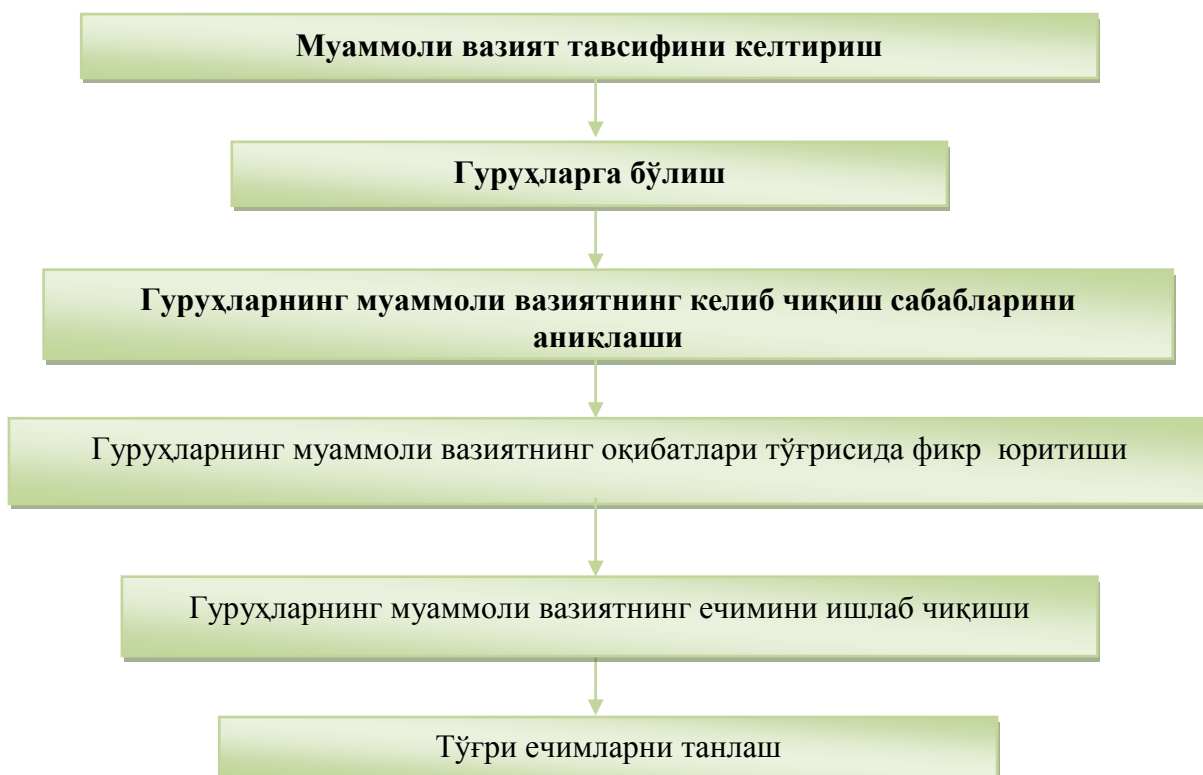 Муаммоли вазият тавсифини келтириш
Гуруҳларга бўлиш
Гуруҳларнинг муаммоли вазиятнинг келиб чиқиш сабабларини
аниқлаши
Гуруҳларнинг муаммоли вазиятнинг оқибатлари тўғрисида фикр юритиши
Гуруҳларнинг муаммоли вазиятнинг ечимини ишлаб чиқиши
Тўғри ечимларни танлаш